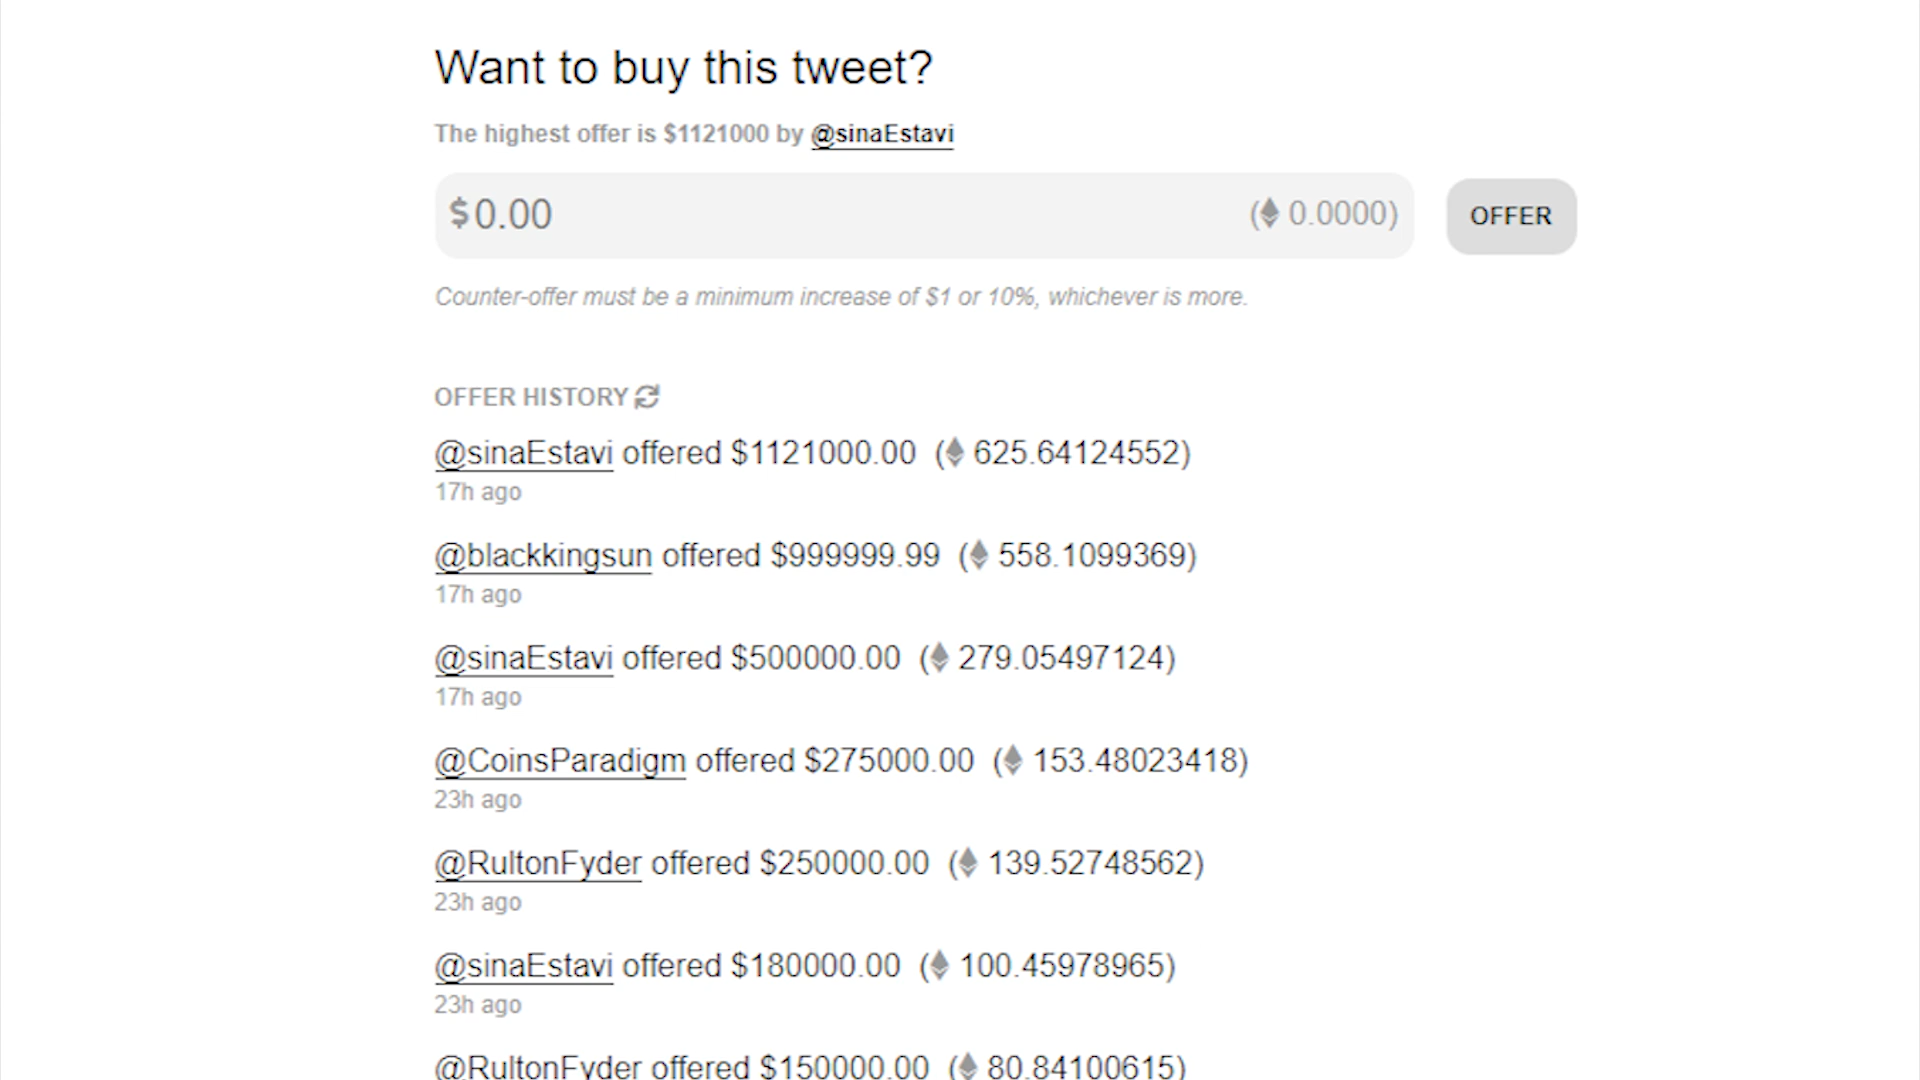 Want to buy this tweet?
The highest offer is $1121000 by @sinaEstavi
$0.00 (0.0000) OFFER
Counter-offer must be a minimum increase of $1 or 10%, whichever is more.
OFFER HISTORY
@sinaEstavi offered $1121000.00 (625.64124552)
17h ago
@blackkingsun offered $999999.99 (558.1099369)
17h ago
@sinaEstavi offered $500000.00 (279.05497124)
17h ago
@CoinsParadigm offered $275000.00 (153.48023418)
23h ago
@RultonFyder offered $250000.00 (139.52748562)
23h ago
@sinaEstavi offered $180000.00 (100.45978965)
23h ago
@RultonFyder offered $150000.00 (80.84100615)